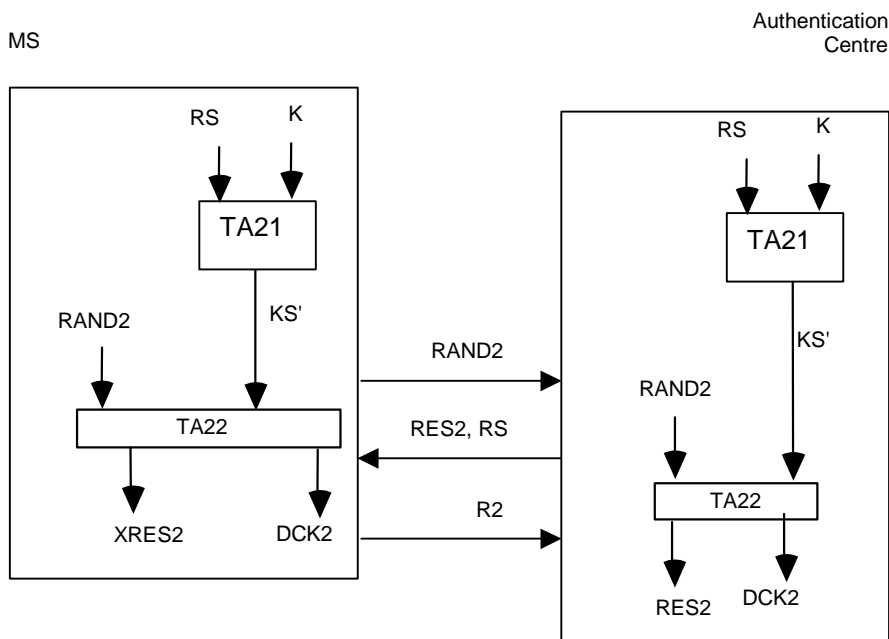 MS
Authentication
Centre
RS
K
TA21
KS'
RAND2
TA22
XRES2
DCK2
RAND2
RES2, RS
R2
RS
K
TA21
KS'
RAND2
TA22
RES2
DCK2